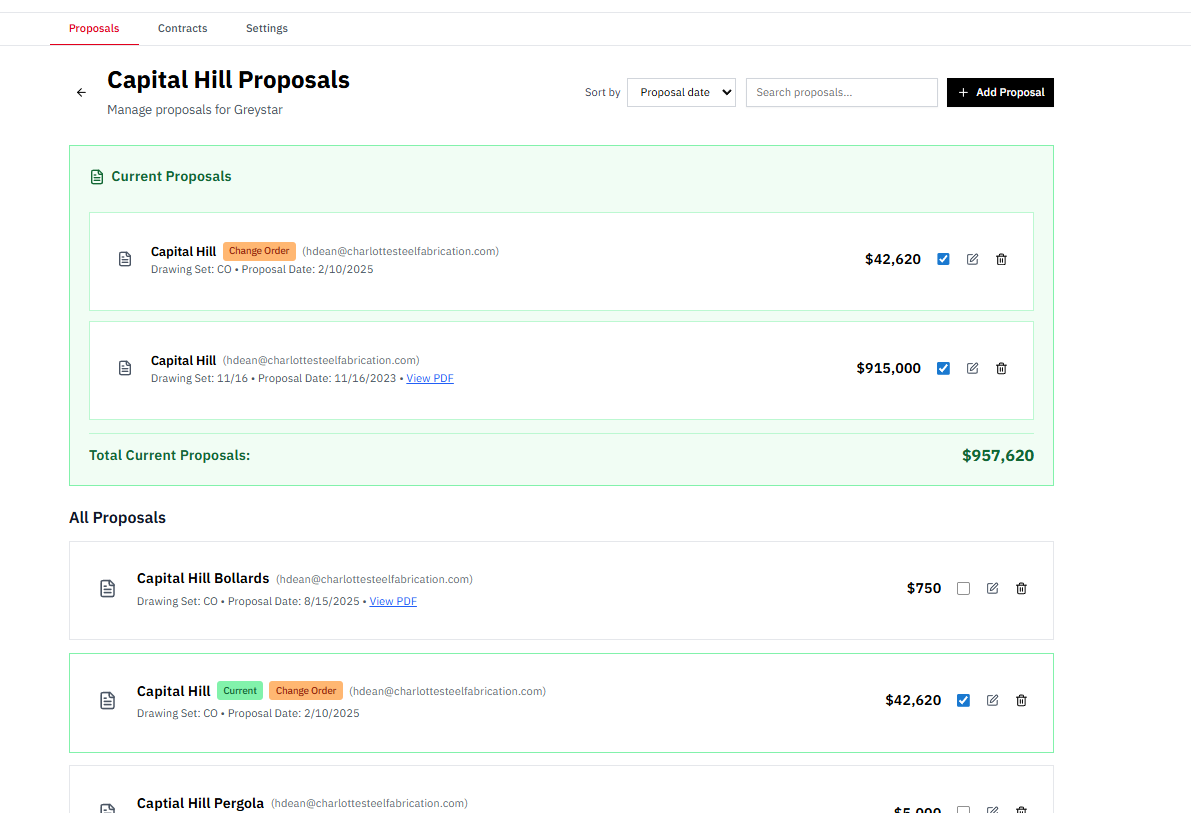 Proposals Contracts Settings
Capital Hill Proposals
Manage proposals for Greystar
Sort by Proposal date Search proposals... + Add Proposal
Current Proposals
Capital Hill Change Order (hdean@charlottesteelfabrication.com)
Drawing Set: CO • Proposal Date: 2/10/2025
$42,620
Capital Hill (hdean@charlottesteelfabrication.com)
Drawing Set: 11/16 • Proposal Date: 11/16/2023 • View PDF
$915,000
Total Current Proposals: $957,620
All Proposals
Capital Hill Bollards (hdean@charlottesteelfabrication.com)
Drawing Set: CO • Proposal Date: 8/15/2025 • View PDF
$750
Capital Hill Current Change Order (hdean@charlottesteelfabrication.com)
Drawing Set: CO • Proposal Date: 2/10/2025
$42,620
Captial Hill Pergola (hdean@charlottesteelfabrication.com)
$5,000